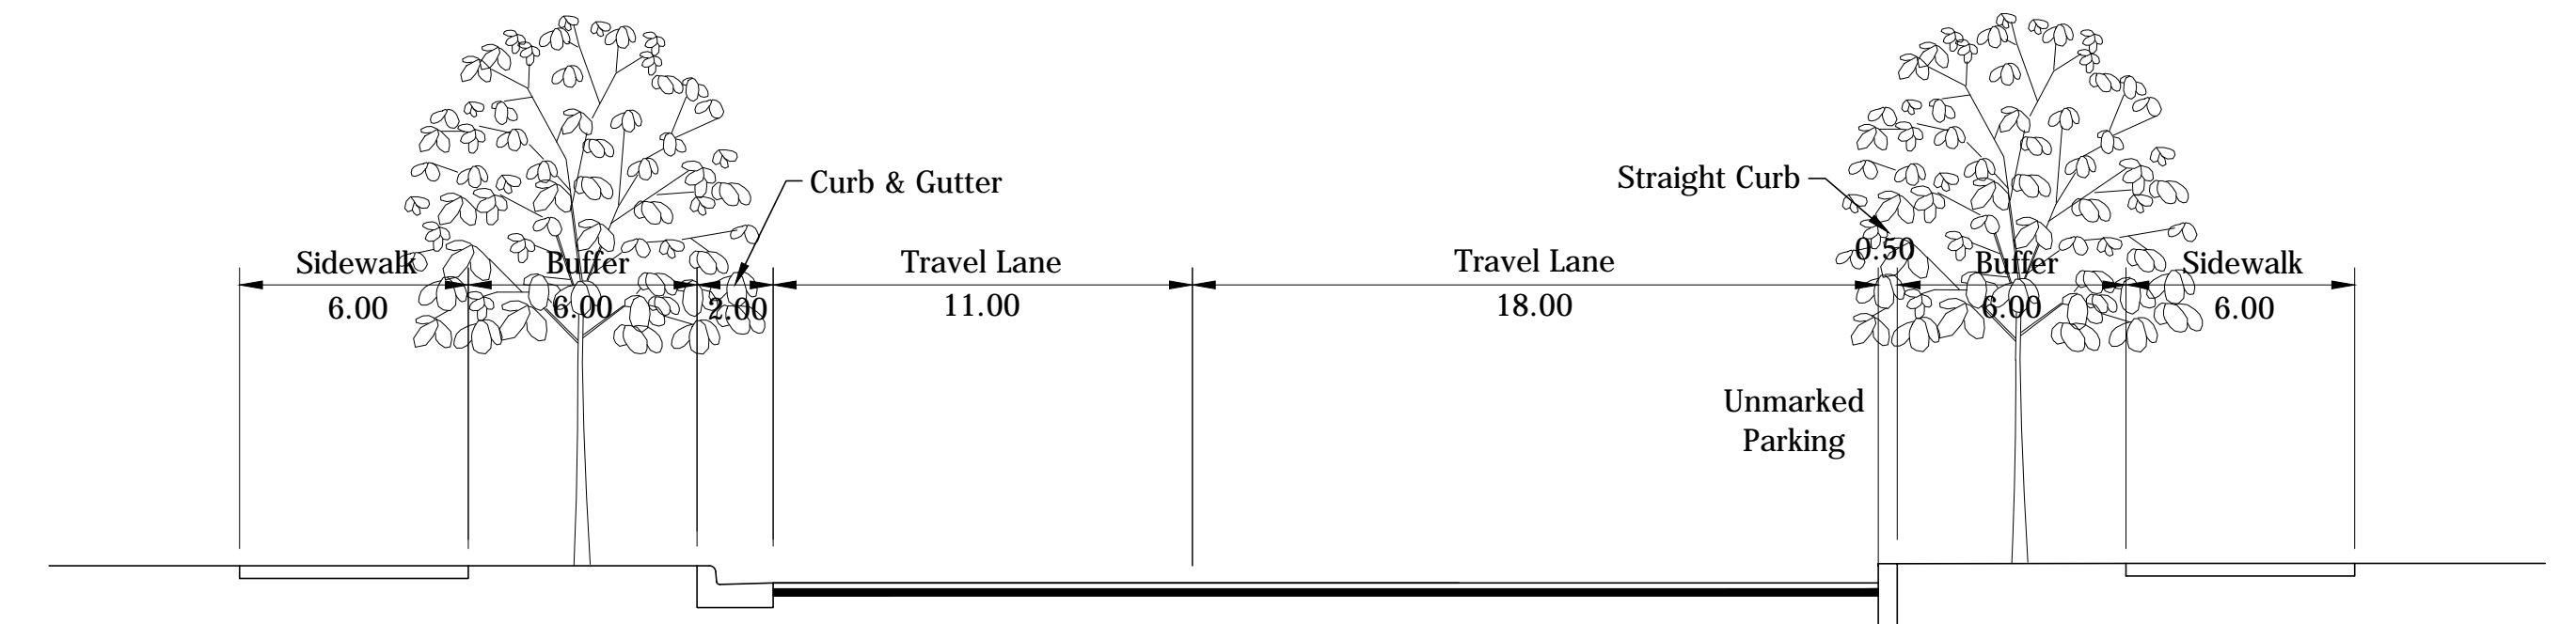 Curb & Gutter
Straight Curb
0.50
Sidewalk
Buffer
Travel Lane
Travel Lane
Buffer
Sidewalk
6.00
6.00
2.00
11.00
18.00
6.00
6.00
Unmarked
Parking